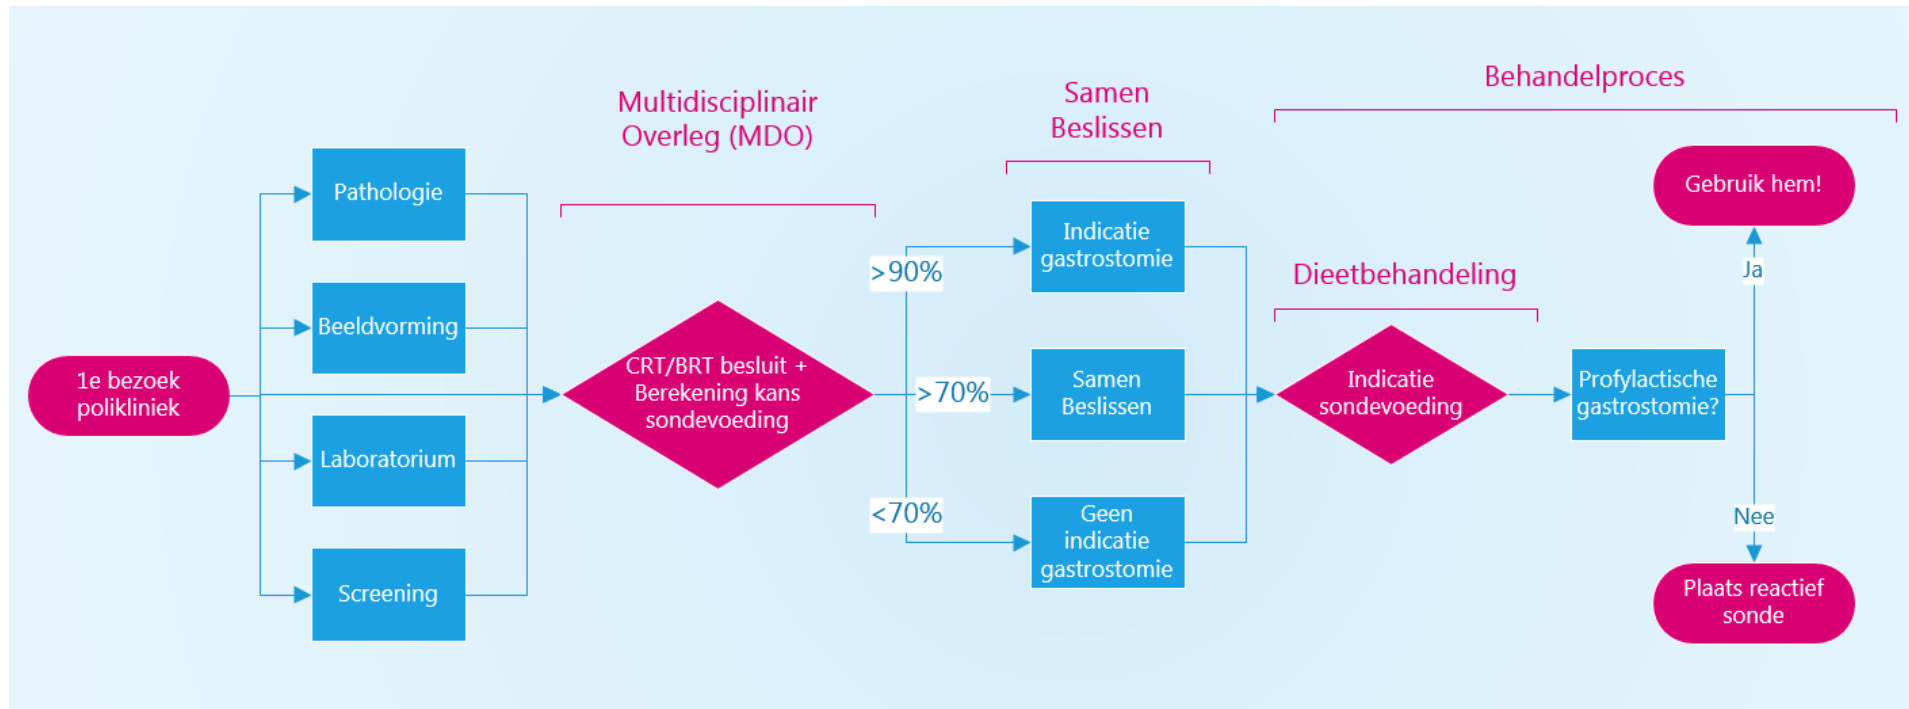 1e bezoek
polikliniek
Pathologie
Beeldvorming
Laboratorium
Screening
Multidisciplinair
Overleg (MDO)
CRT/BRT besluit +
Berekening kans
sondevoeding
>90%
>70%
<70%
Samen
Beslissen
Indicatie
gastrostomie
Samen
Beslissen
Geen
indicatie
gastrostomie
Behandelproces
Dieetbehandeling
Indicatie
sondevoeding
Profylactische
gastrostomie?
Gebruik hem!
Ja
Nee
Plaats reactief
sonde